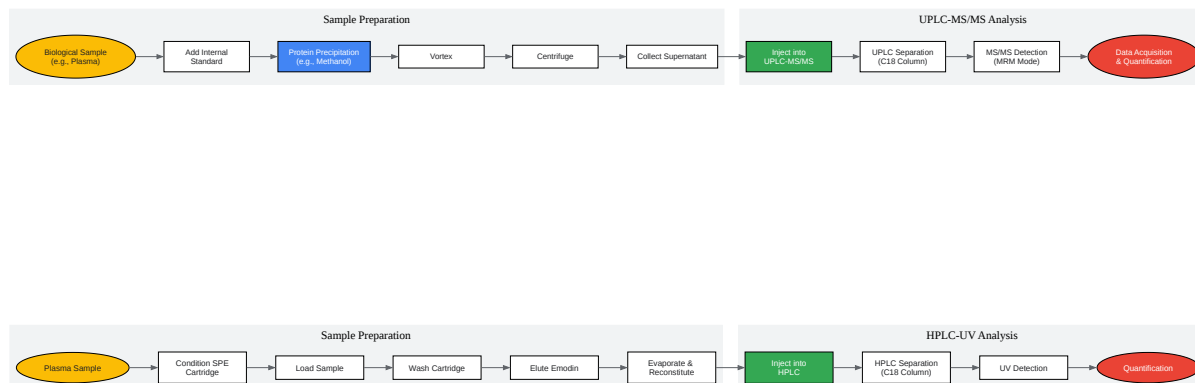 Sample Preparation
UPLC-MS/MS Analysis
Biological Sample
(e.g., Plasma)
Add Internal
Standard
Protein Precipitation
(e.g., Methanol)
Vortex
Centrifuge
Collect Supernatant
Inject into
UPLC-MS/MS
UPLC Separation
(C18 Column)
MS/MS Detection
(MRM Mode)
Data Acquisition
& Quantification
Sample Preparation
HPLC-UV Analysis
Plasma Sample
Condition SPE
Cartridge
Load Sample
Wash Cartridge
Elute Emodin
Evaporate &
Reconstitute
Inject into
HPLC
HPLC Separation
(C18 Column)
UV Detection
Quantification